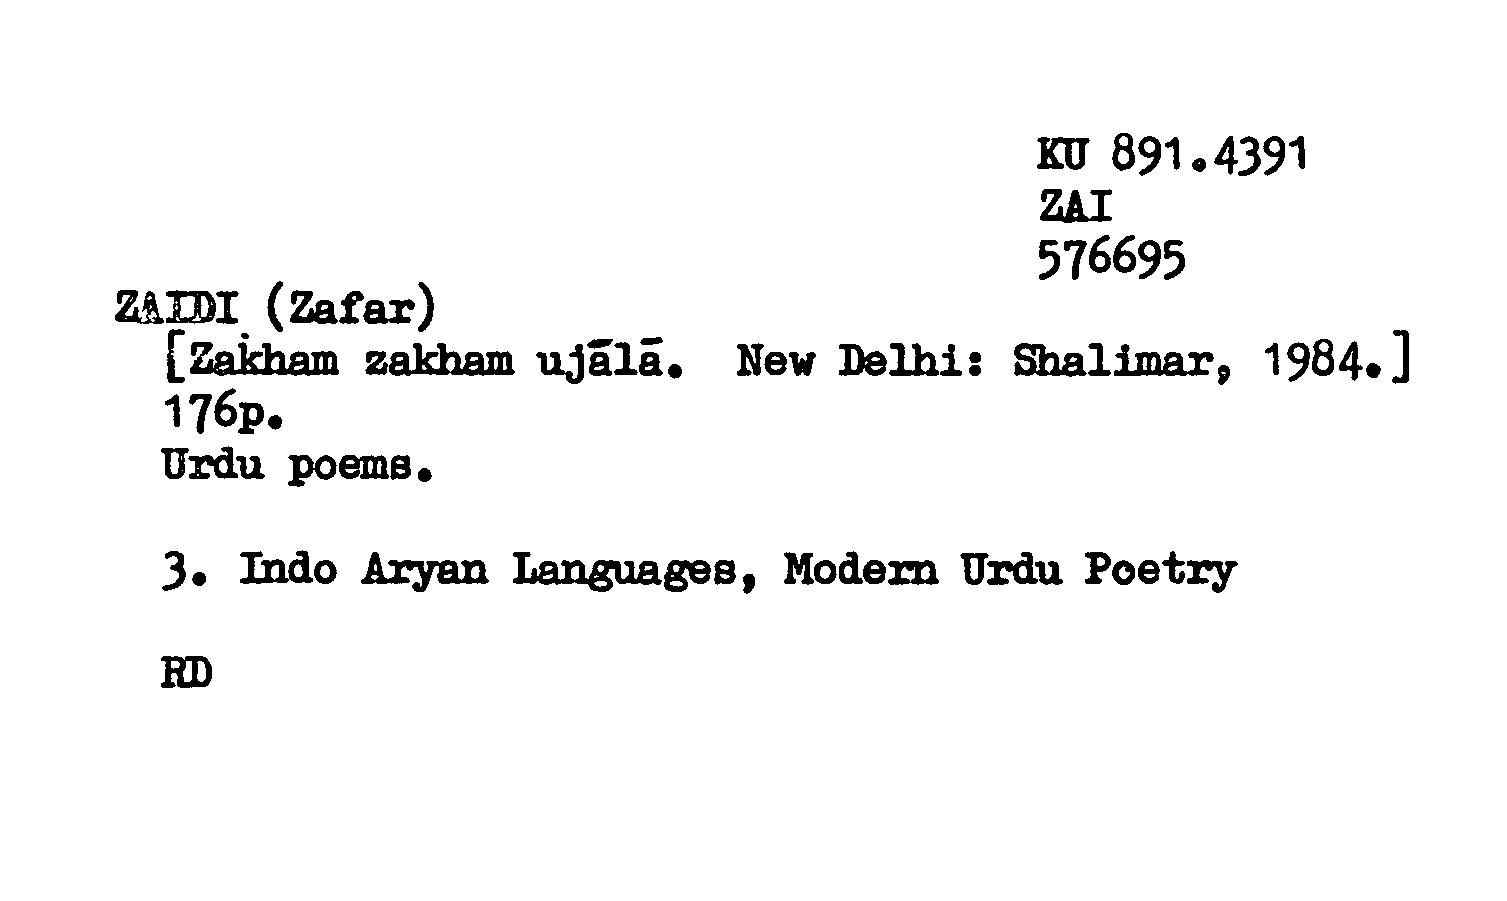 KU 891.4391
ZAI
576695
ZAIDI (Zafar)
[Zakham zakham ujālā. New Delhi: Shalimar, 1984.]
176p.
Urdu poems.
3. Indo Aryan Languages, Modern Urdu Poetry
RD